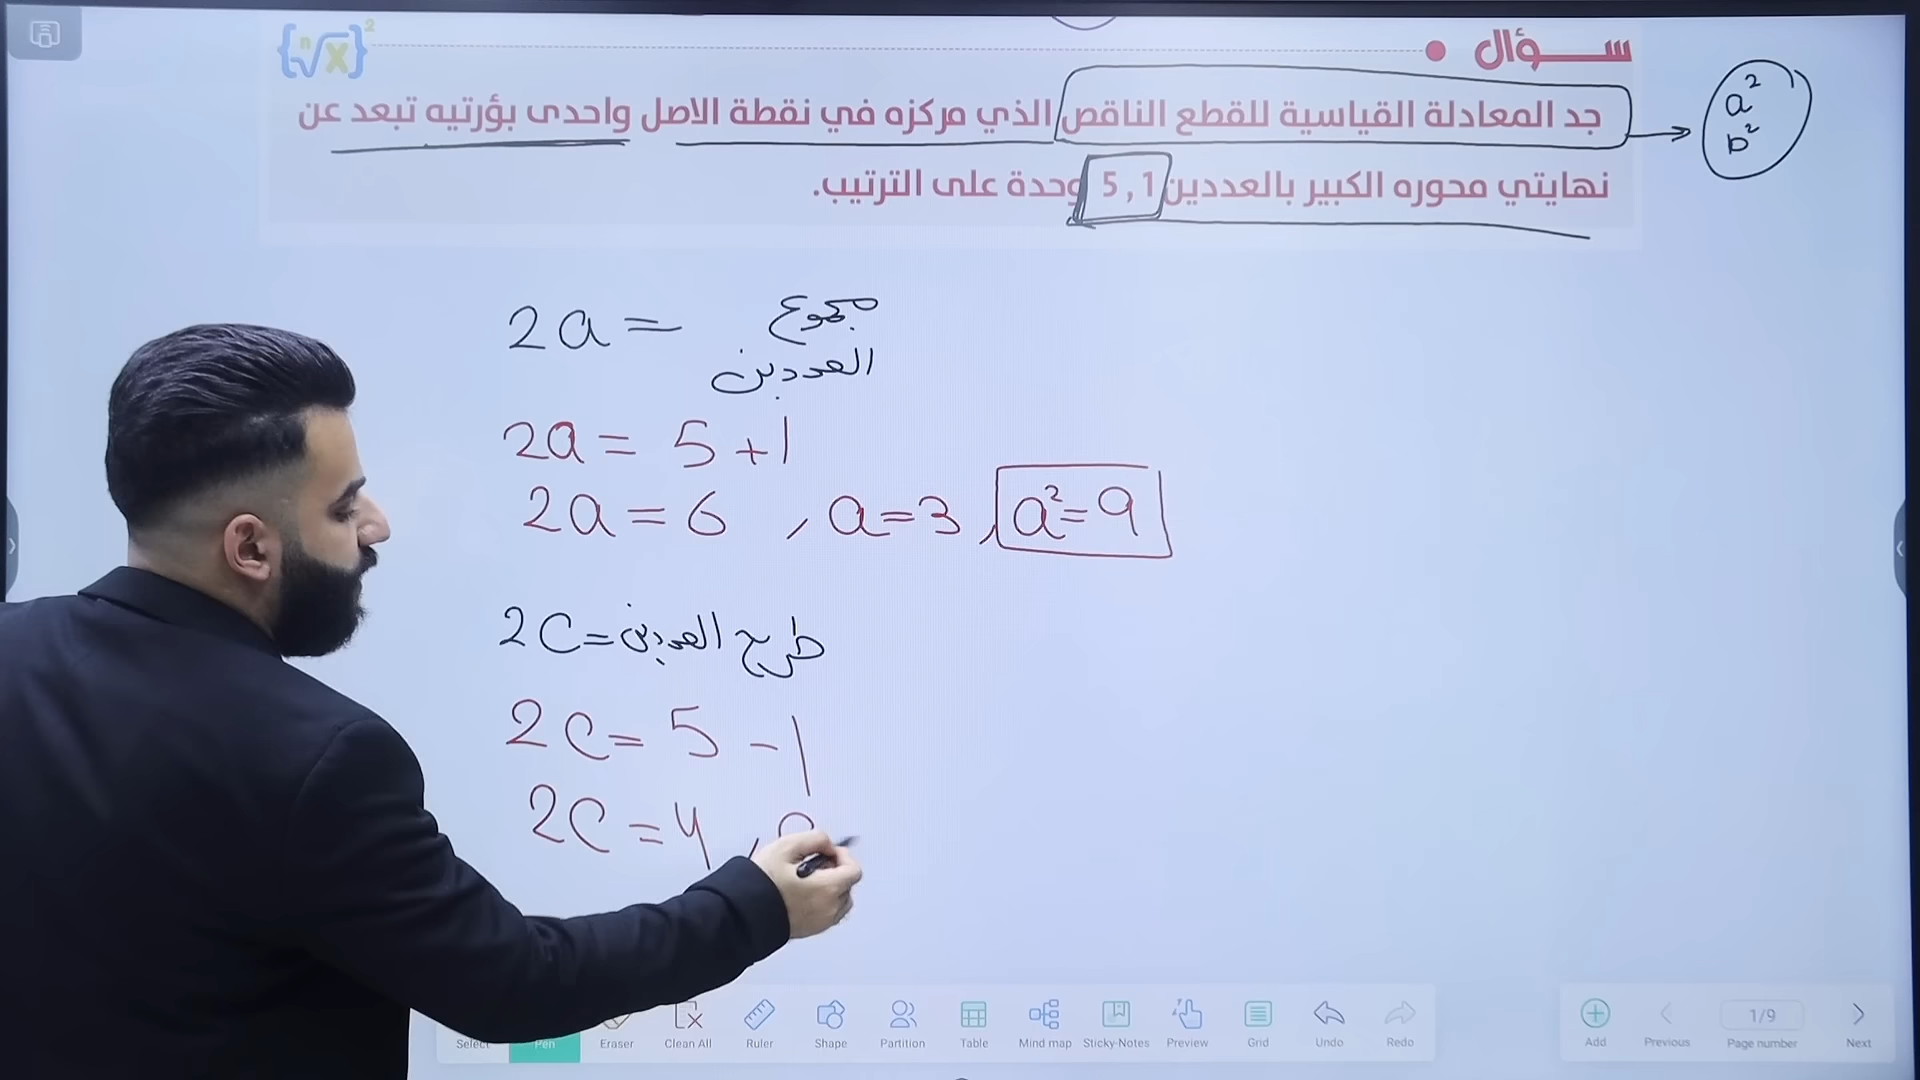 سؤال
جد المعادلة القياسية للقطع الناقص الذي مركزه في نقطة الاصل واحدى بؤرتيه تبعد عن
نهايتي محوره الكبير بالعددين 5 , 1 وحدة على الترتيب.
a²
b²
{ⁿ√x}²
2a = مجموع
العددين
2a = 5 + 1
2a = 6 , a = 3 , a² = 9
2c = طرح العددين
2c = 5 - 1
2c = 4 ,
Select Pen Eraser Clean All Ruler Shape Partition Table Mind map Sticky-Notes Preview Grid Undo Redo
Add Previous 1/9 Page number Next